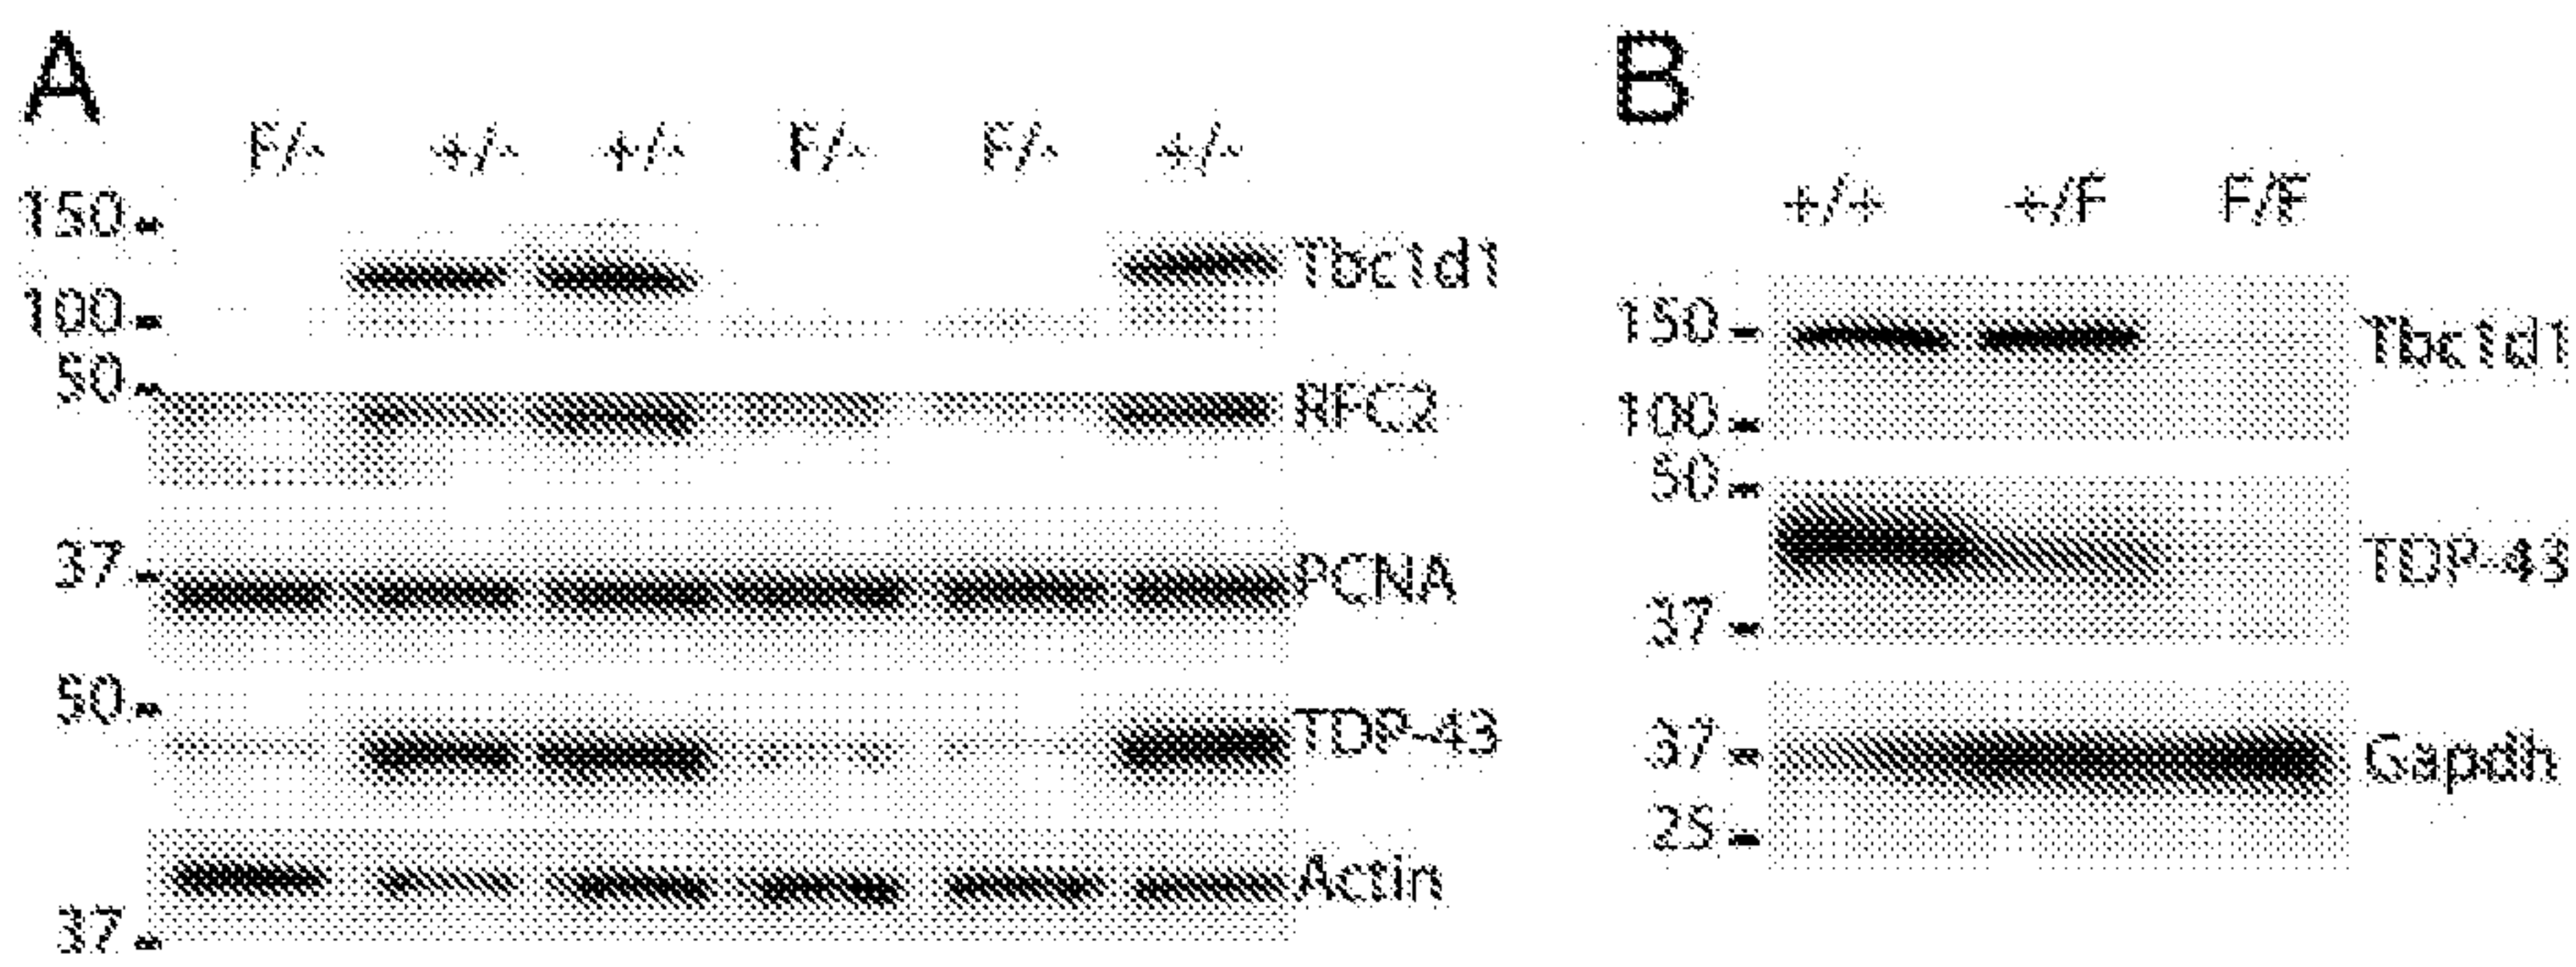 A
F/- +/- +/- F/- F/- +/-
150
Tbc1d1
100
50
RFC2
37
PCNA
50
TDP-43
Actin
37
B
+/+ +/F F/F
150
Tbc1d1
100
50
TDP-43
37
37
Gapdh
25